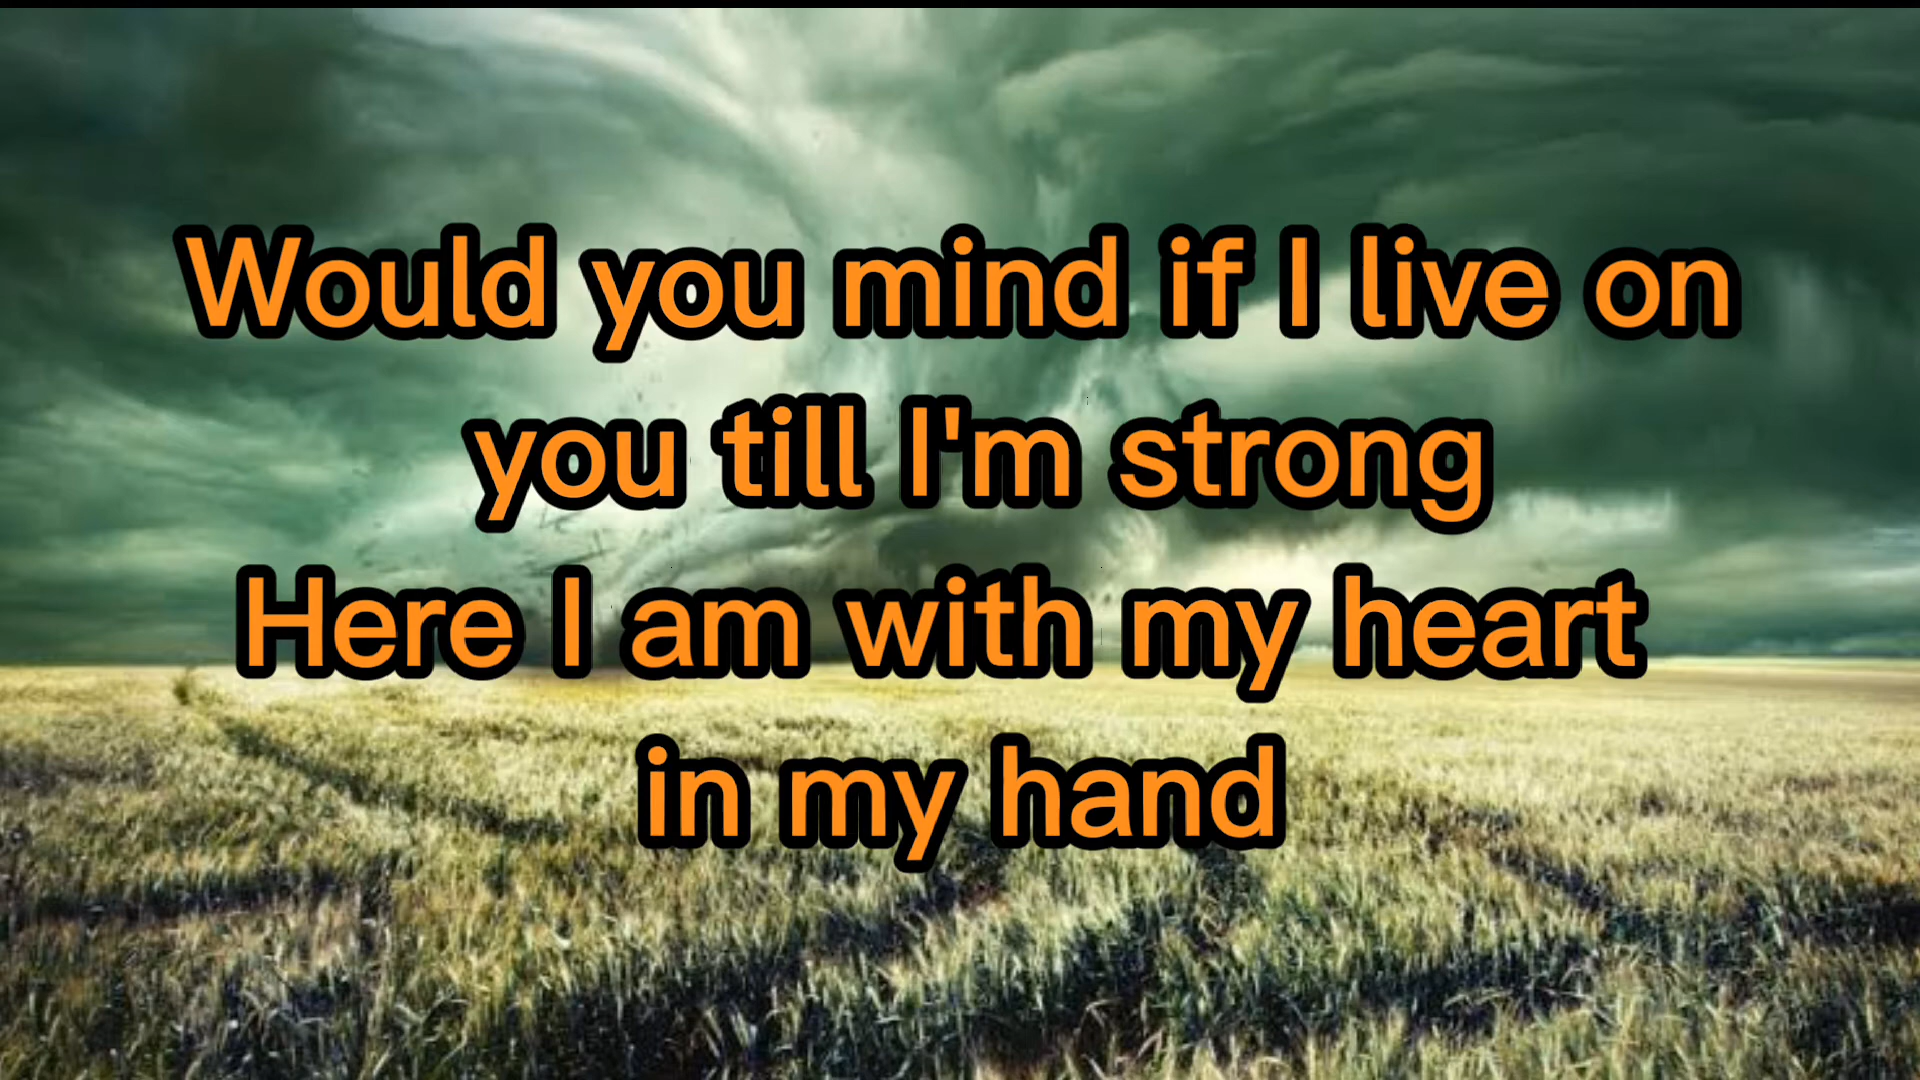 Would you mind if I live on
you till I'm strong
Here I am with my heart
in my hand